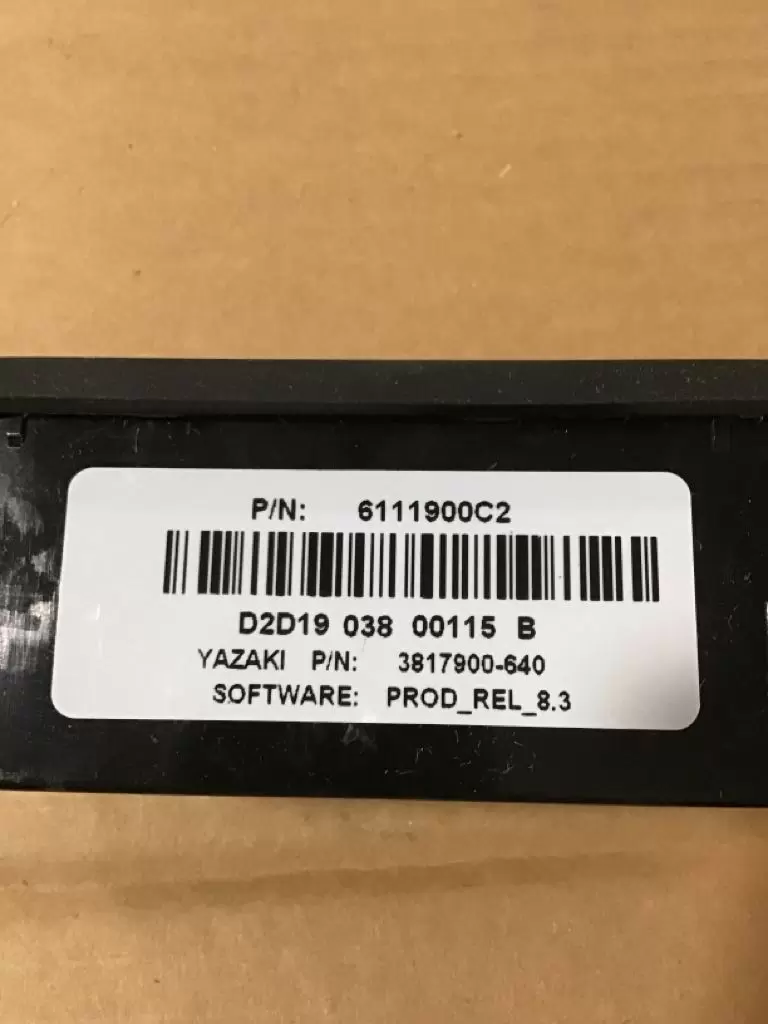 P/N: 6111900C2
D2D19 038 00115 B
YAZAKI P/N: 3817900-640
SOFTWARE: PROD_REL_8.3